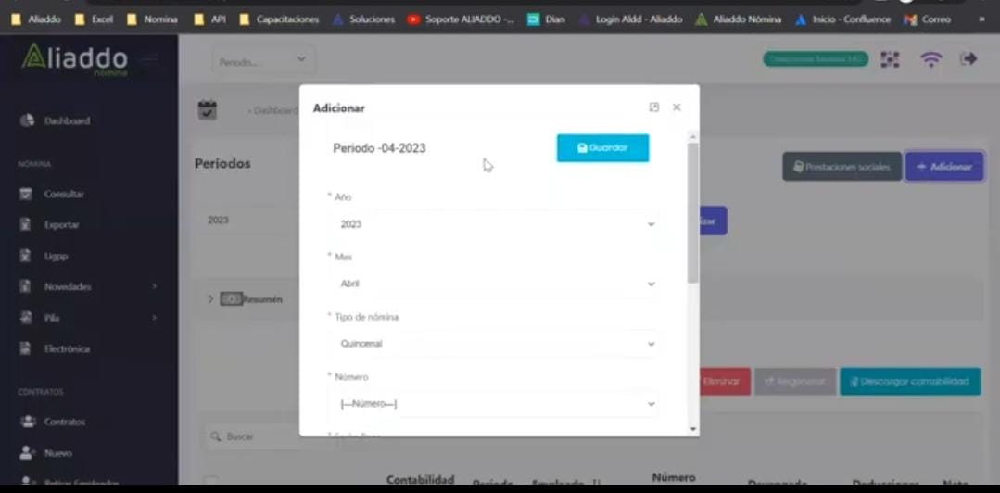 Aliaddo Excel Nomina API Capacitaciones Soluciones Soporte ALIADDO -... Dian Login Aldd - Aliaddo Aliaddo Nómina Inicio - Confluence Correo »
Aliaddo
nomina
Periodo...
Dashboard
- Dashboard
NÓMINA
Consultar
Exportar
Ugpp
Novedades
Pila
Electrónica
CONTRATOS
Contratos
Nuevo
Retirar Empleados
Periodos
Prestaciones sociales
+ Adicionar
2023
izar
Resumén
Eliminar
Regenerar
Descargar contabilidad
Buscar
Contabilidad Periodo Empleado Número Devengado Deducciones Neto
Adicionar
Periodo -04-2023
Guardar
* Año
2023
* Mes
Abril
* Tipo de nómina
Quincenal
* Número
[---Número---]